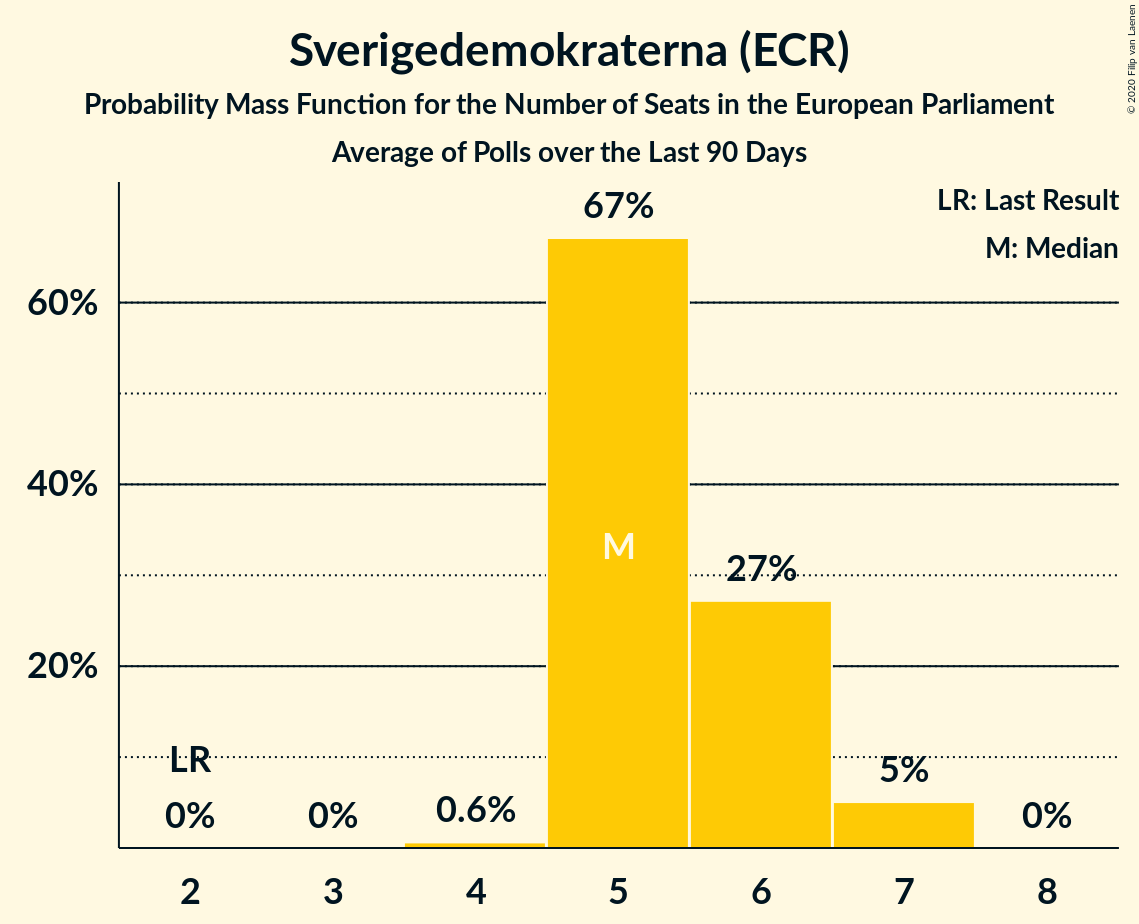 Sverigedemokraterna (ECR)
Probability Mass Function for the Number of Seats in the European Parliament
Average of Polls over the Last 90 Days
© 2020 Filip van Laenen
LR: Last Result
M: Median
67%
60%
40%
M
27%
20%
LR
5%
0%
0%
0.6%
0%
2
3
4
5
6
7
8